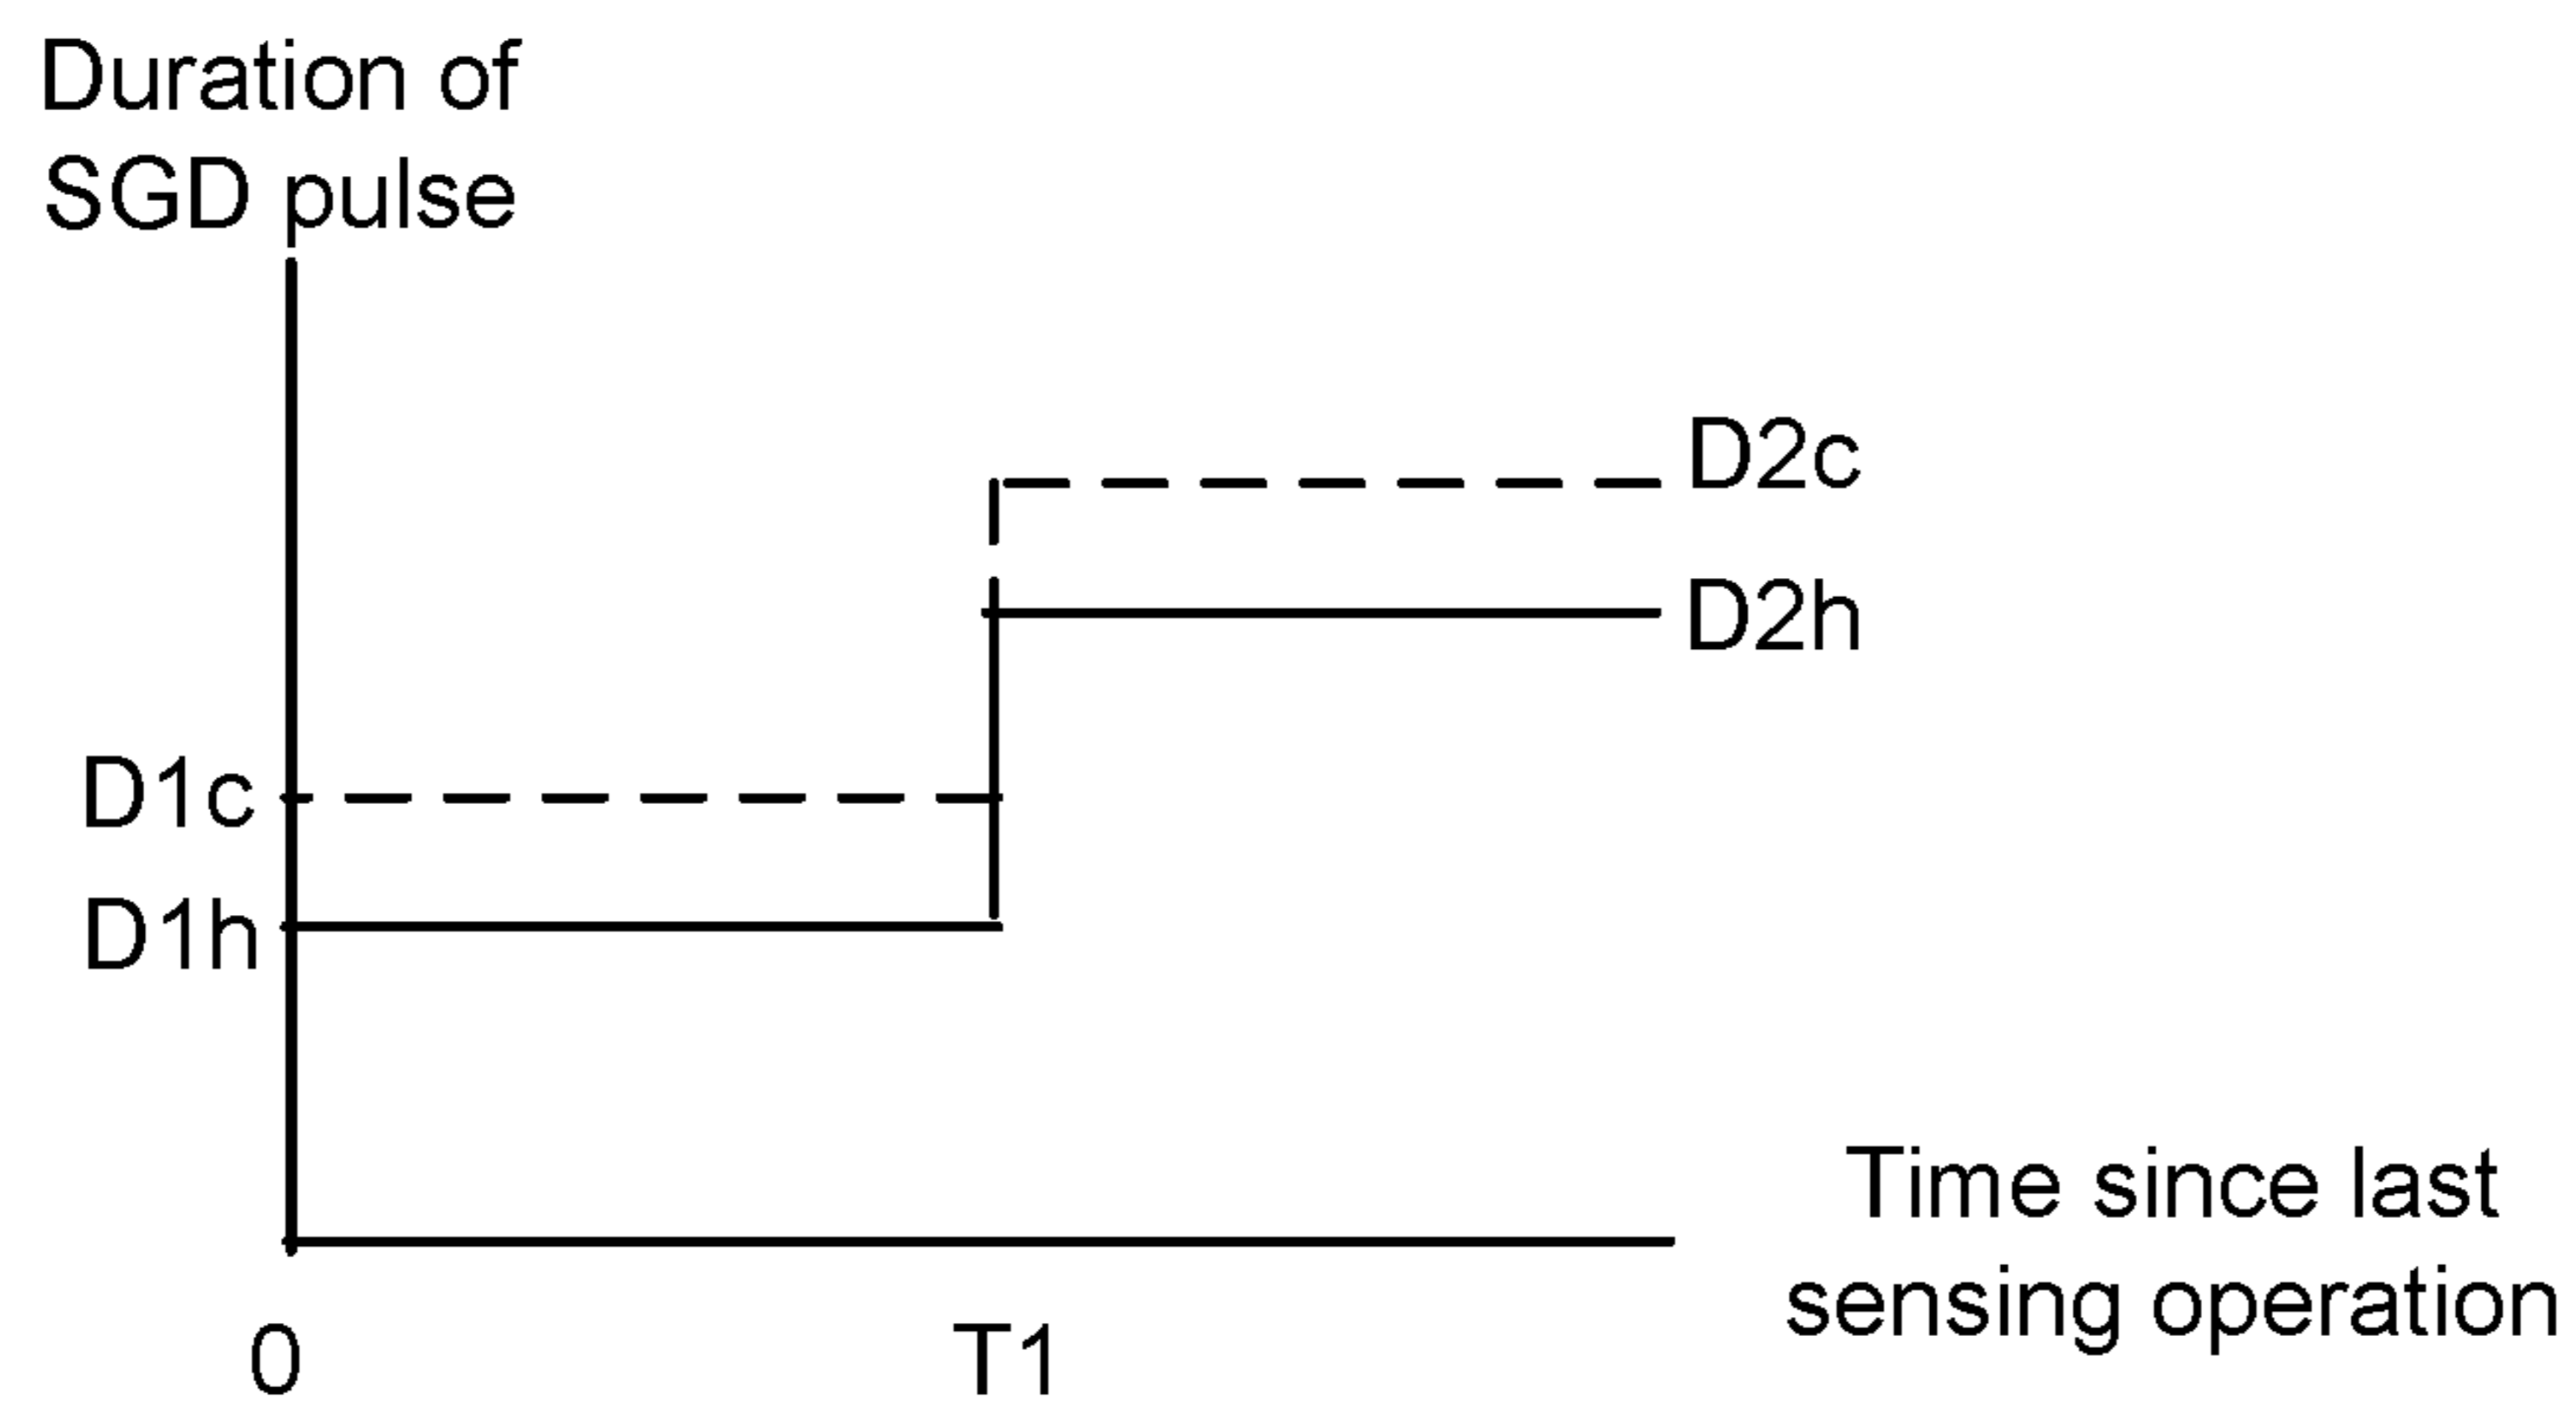 Duration of
SGD pulse
D2c
D2h
D1c
D1h
Time since last
sensing operation
0
T1